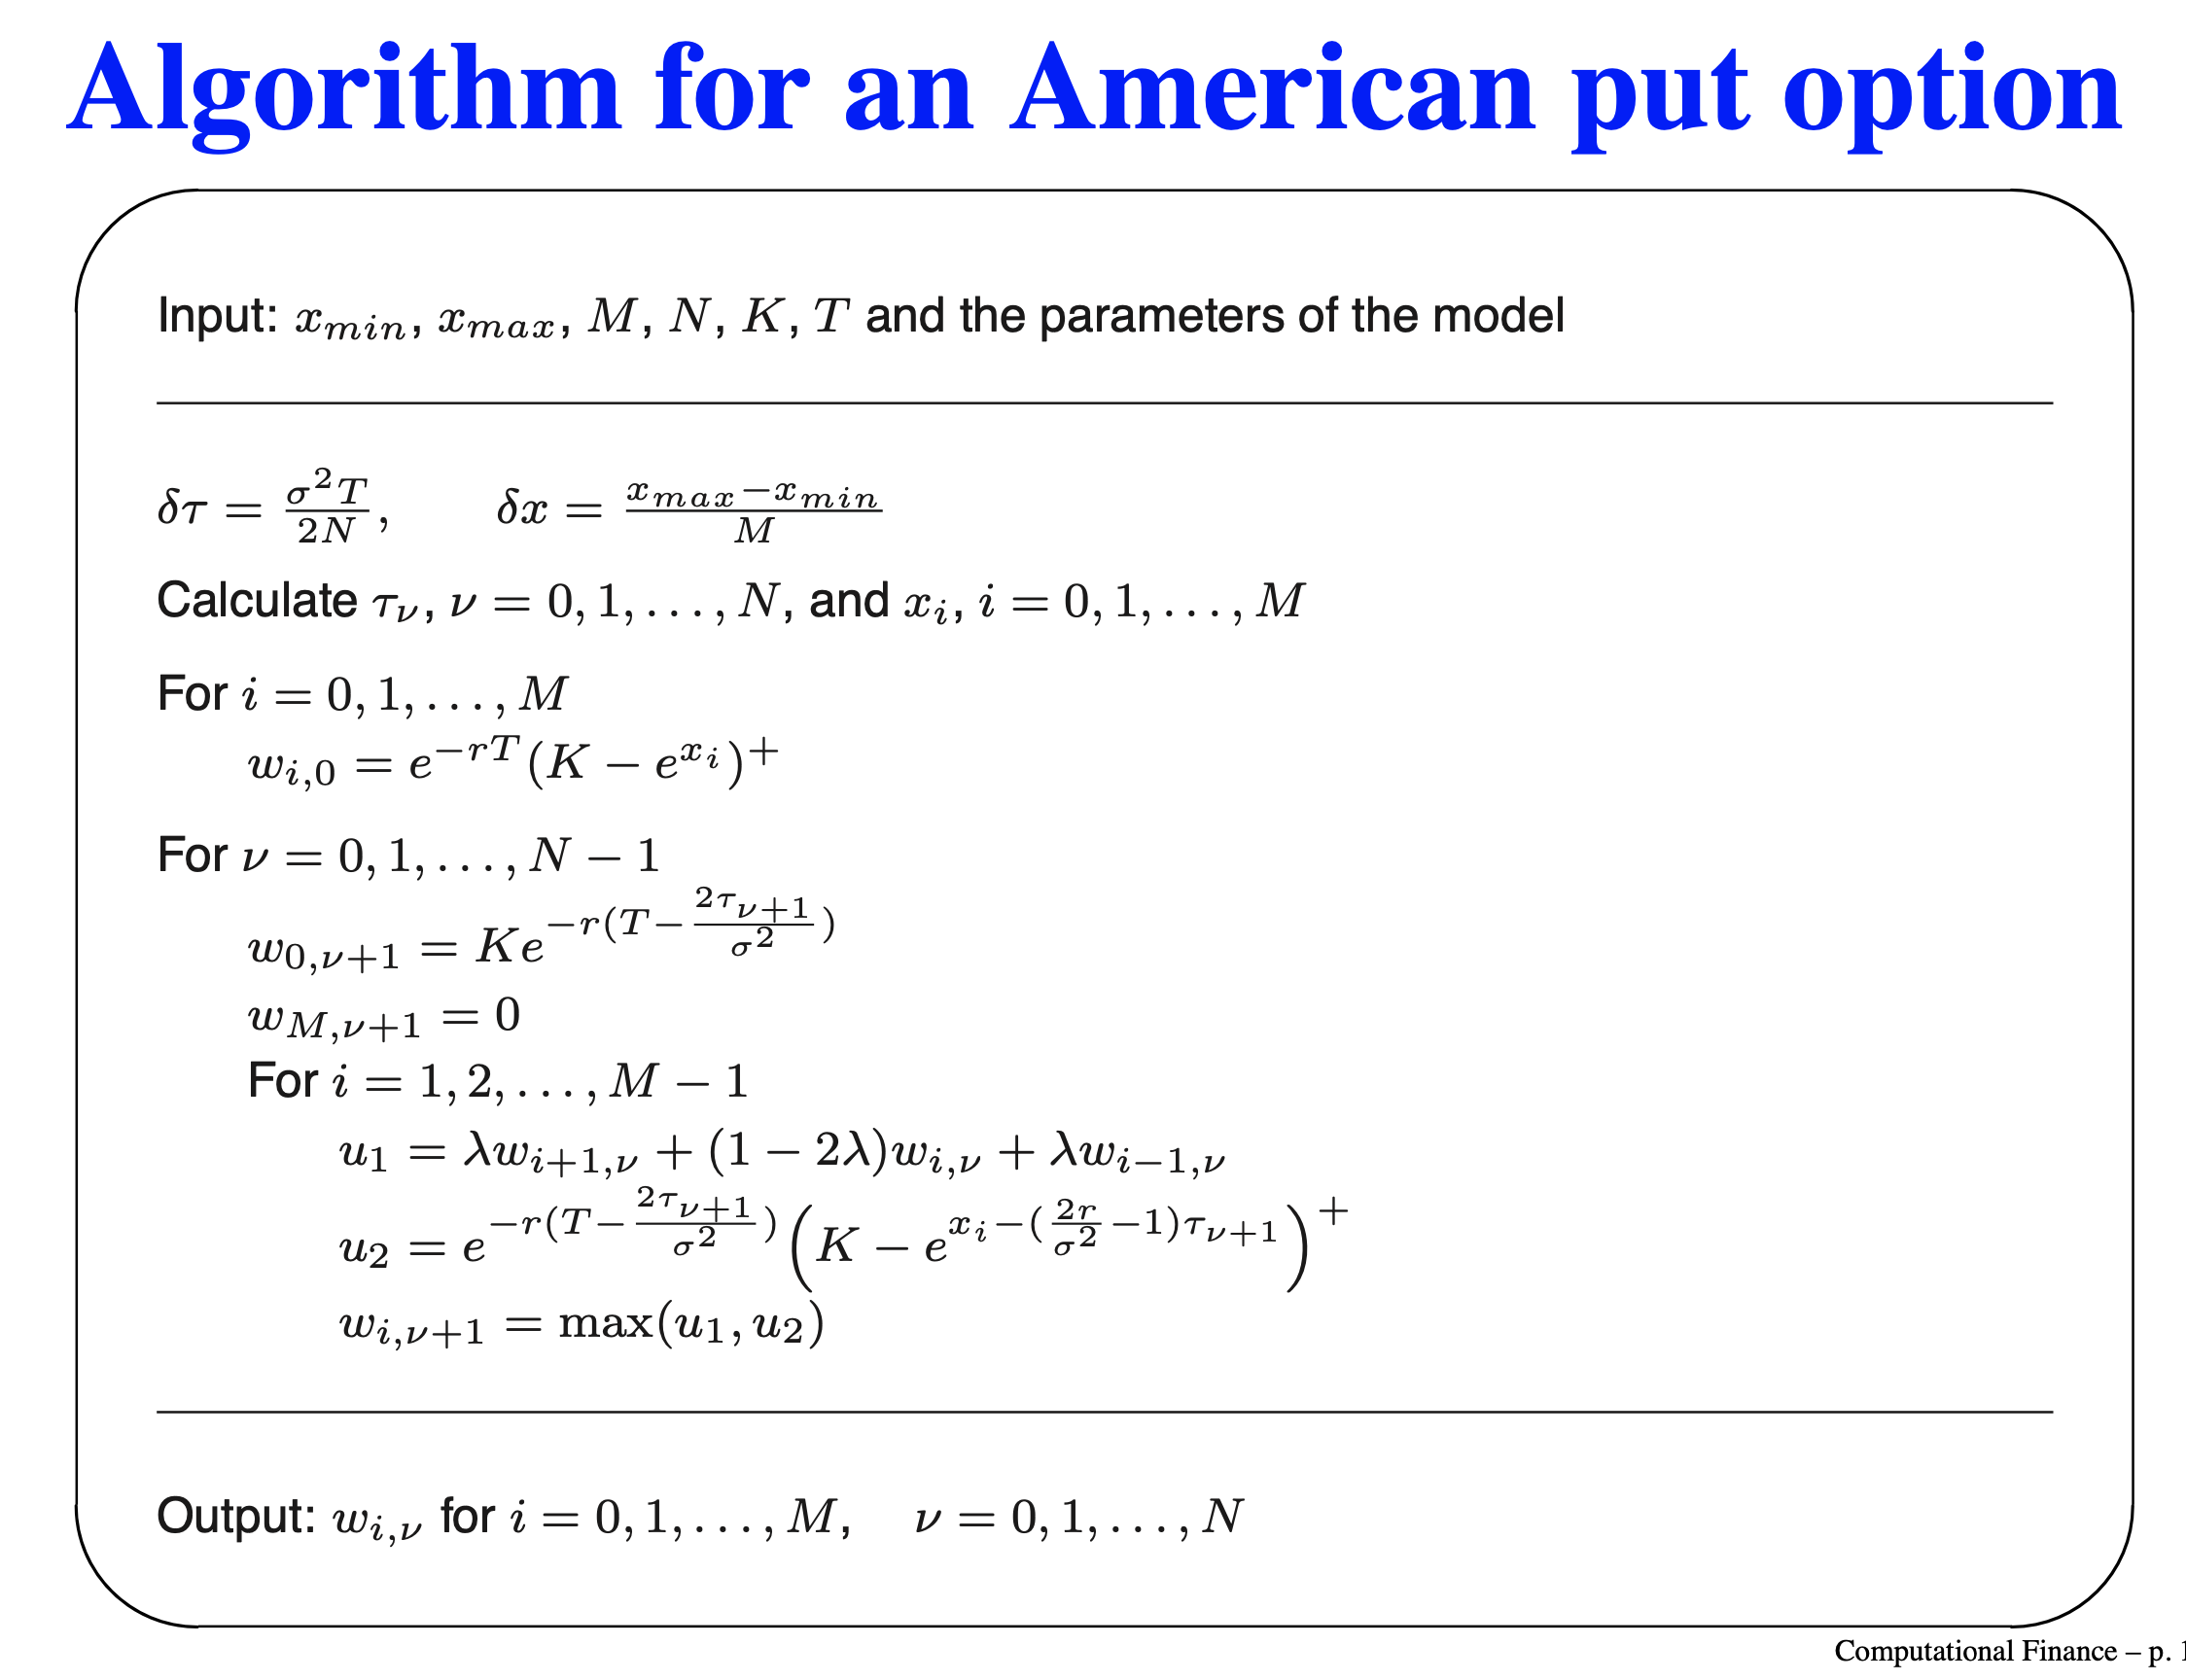 Algorithm for an American put option
Input: $x_{min}$, $x_{max}$, $M$, $N$, $K$, $T$ and the parameters of the model
$\delta\tau = \frac{\sigma^2 T}{2N}, \qquad \delta x = \frac{x_{max} - x_{min}}{M}$
Calculate $\tau_\nu$, $\nu = 0, 1, \ldots, N$, and $x_i$, $i = 0, 1, \ldots, M$
For $i = 0, 1, \ldots, M$
$w_{i,0} = e^{-rT}(K - e^{x_i})^+$
For $\nu = 0, 1, \ldots, N - 1$
$w_{0,\nu+1} = Ke^{-r(T - \frac{2\tau_{\nu+1}}{\sigma^2})}$
$w_{M,\nu+1} = 0$
For $i = 1, 2, \ldots, M - 1$
$u_1 = \lambda w_{i+1,\nu} + (1 - 2\lambda)w_{i,\nu} + \lambda w_{i-1,\nu}$
$u_2 = e^{-r(T - \frac{2\tau_{\nu+1}}{\sigma^2})}\left(K - e^{x_i - (\frac{2r}{\sigma^2} - 1)\tau_{\nu+1}}\right)^+$
$w_{i,\nu+1} = \max(u_1, u_2)$
Output: $w_{i,\nu}$ for $i = 0, 1, \ldots, M, \quad \nu = 0, 1, \ldots, N$
Computational Finance – p. 1